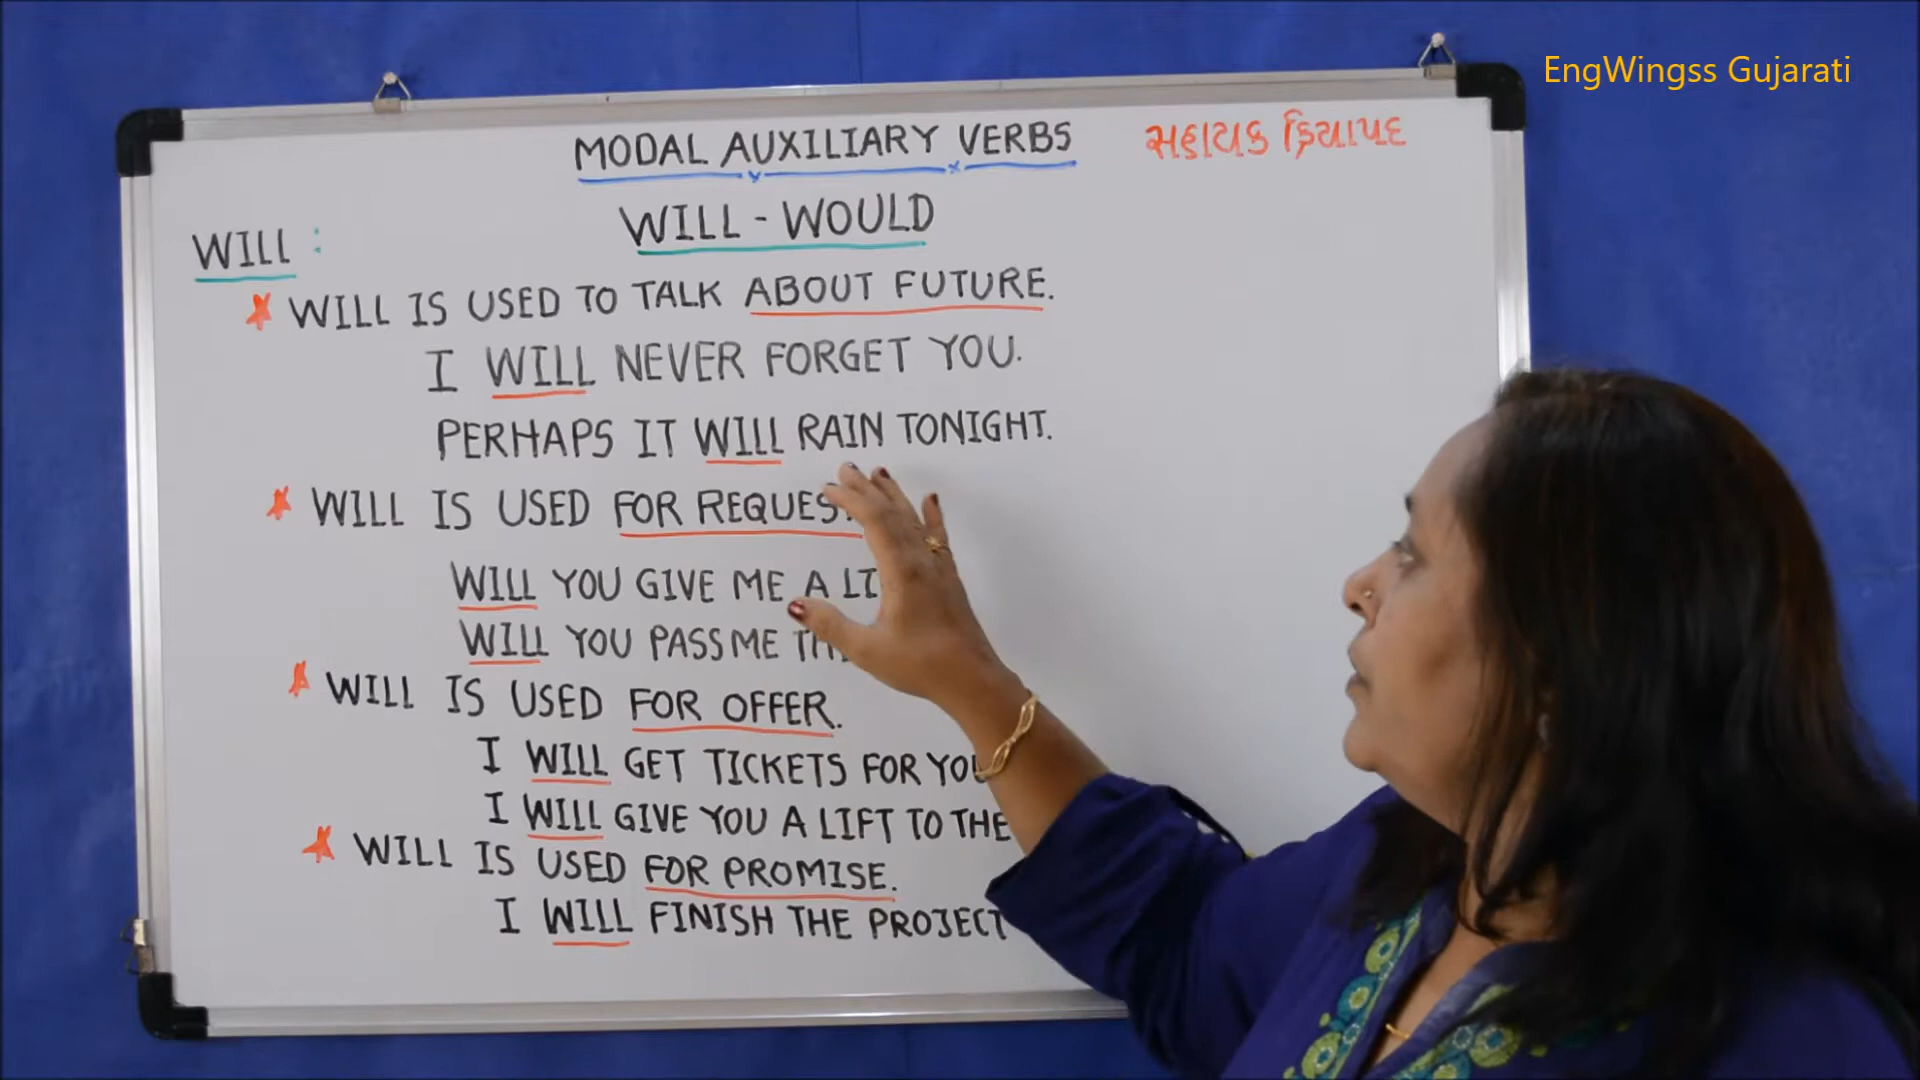 EngWingss Gujarati
MODAL AUXILIARY VERBS સહાયક ક્રિયાપદ
WILL - WOULD
WILL :
WILL IS USED TO TALK ABOUT FUTURE.
I WILL NEVER FORGET YOU.
PERHAPS IT WILL RAIN TONIGHT.
WILL IS USED FOR
WILL YOU GIVE ME A
WILL YOU PASS ME
WILL IS USED FOR OFFER.
I WILL GET TICKETS FOR YOU
I WILL GIVE YOU A LIFT TO THE
WILL IS USED FOR PROMISE.
I WILL FINISH THE PROJECT